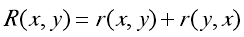 R(x, y) = r(x, y) + r(y, x)